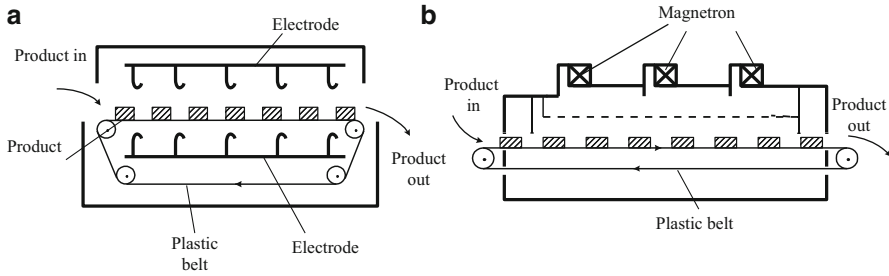 a
Electrode
Product in
Product
Product
out
Plastic
belt
Electrode
b
Magnetron
Product
in
Product
out
Plastic belt